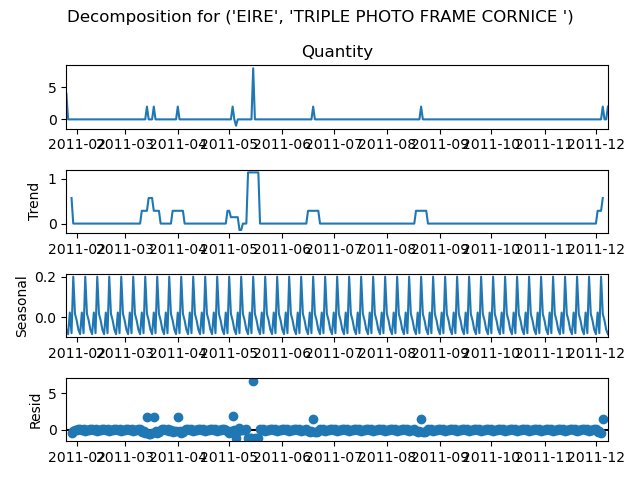 Decomposition for ('EIRE', 'TRIPLE PHOTO FRAME CORNICE ')
Quantity
5
0
2011-02 2011-03 2011-04 2011-05 2011-06 2011-07 2011-08 2011-09 2011-10 2011-11 2011-12
Trend
1
0
2011-02 2011-03 2011-04 2011-05 2011-06 2011-07 2011-08 2011-09 2011-10 2011-11 2011-12
Seasonal
0.2
0.0
2011-02 2011-03 2011-04 2011-05 2011-06 2011-07 2011-08 2011-09 2011-10 2011-11 2011-12
Resid
5
0
2011-02 2011-03 2011-04 2011-05 2011-06 2011-07 2011-08 2011-09 2011-10 2011-11 2011-12